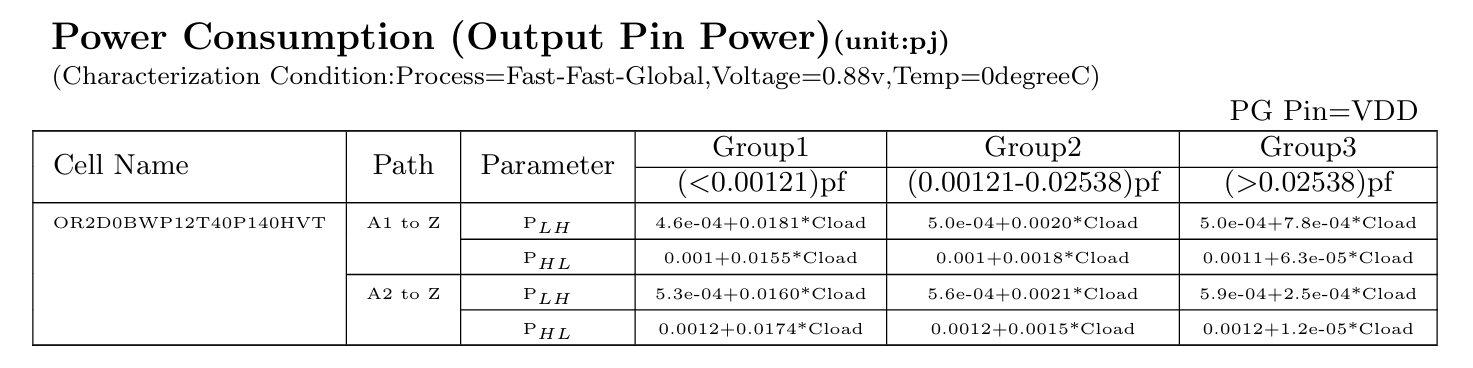 Power Consumption (Output Pin Power)(unit:pj)
(Characterization Condition:Process=Fast-Fast-Global,Voltage=0.88v,Temp=0degreeC)
PG Pin=VDD
Cell Name Path Parameter Group1 Group2 Group3
(<0.00121)pf (0.00121-0.02538)pf (>0.02538)pf
OR2D0BWP12T40P140HVT A1 to Z P_LH 4.6e-04+0.0181*Cload 5.0e-04+0.0020*Cload 5.0e-04+7.8e-04*Cload
P_HL 0.001+0.0155*Cload 0.001+0.0018*Cload 0.0011+6.3e-05*Cload
A2 to Z P_LH 5.3e-04+0.0160*Cload 5.6e-04+0.0021*Cload 5.9e-04+2.5e-04*Cload
P_HL 0.0012+0.0174*Cload 0.0012+0.0015*Cload 0.0012+1.2e-05*Cload